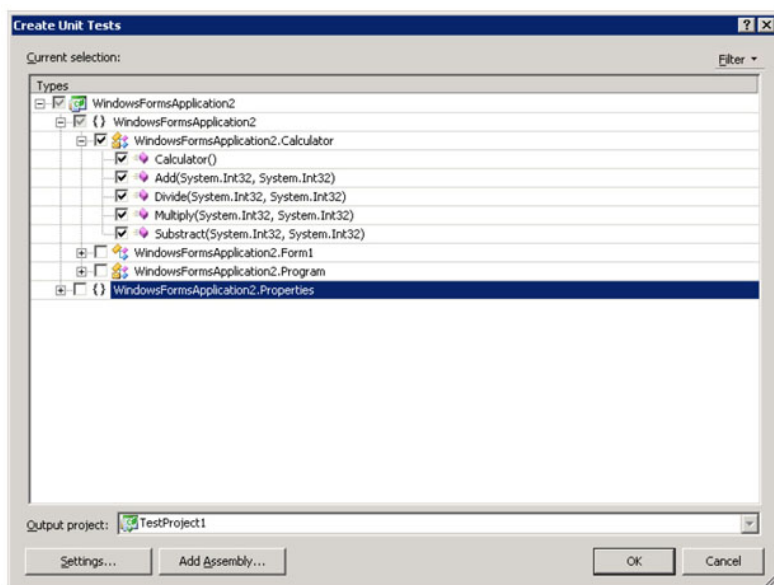 Create Unit Tests
Current selection:
Filter
Types
WindowsFormsApplication2
{} WindowsFormsApplication2
WindowsFormsApplication2.Calculator
Calculator()
Add(System.Int32, System.Int32)
Divide(System.Int32, System.Int32)
Multiply(System.Int32, System.Int32)
Substract(System.Int32, System.Int32)
WindowsFormsApplication2.Form1
WindowsFormsApplication2.Program
{} WindowsFormsApplication2.Properties
Output project: TestProject1
Settings... Add Assembly... OK Cancel